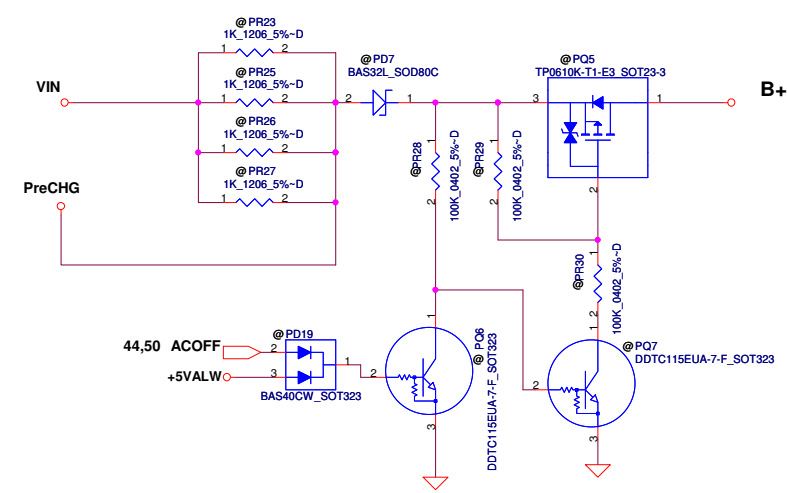 @PR23
1K_1206_5%~D
1 2
@PR25
1K_1206_5%~D
1 2
@PR26
1K_1206_5%~D
1 2
@PR27
1K_1206_5%~D
1 2
VIN
PreCHG
@PD7
BAS32L_SOD80C
2 1
@PQ5
TP0610K-T1-E3_SOT23-3
3 1
2
B+
@PR28
100K_0402_5%~D
1 2
@PR29
100K_0402_5%~D
1 2
@PR30
100K_0402_5%~D
1 2
44,50 ACOFF
+5VALW
@PD19
2 1
3
BAS40CW_SOT323
@PQ6
DDTC115EUA-7-F_SOT323
1
2
3
@PQ7
DDTC115EUA-7-F_SOT323
1
2
3